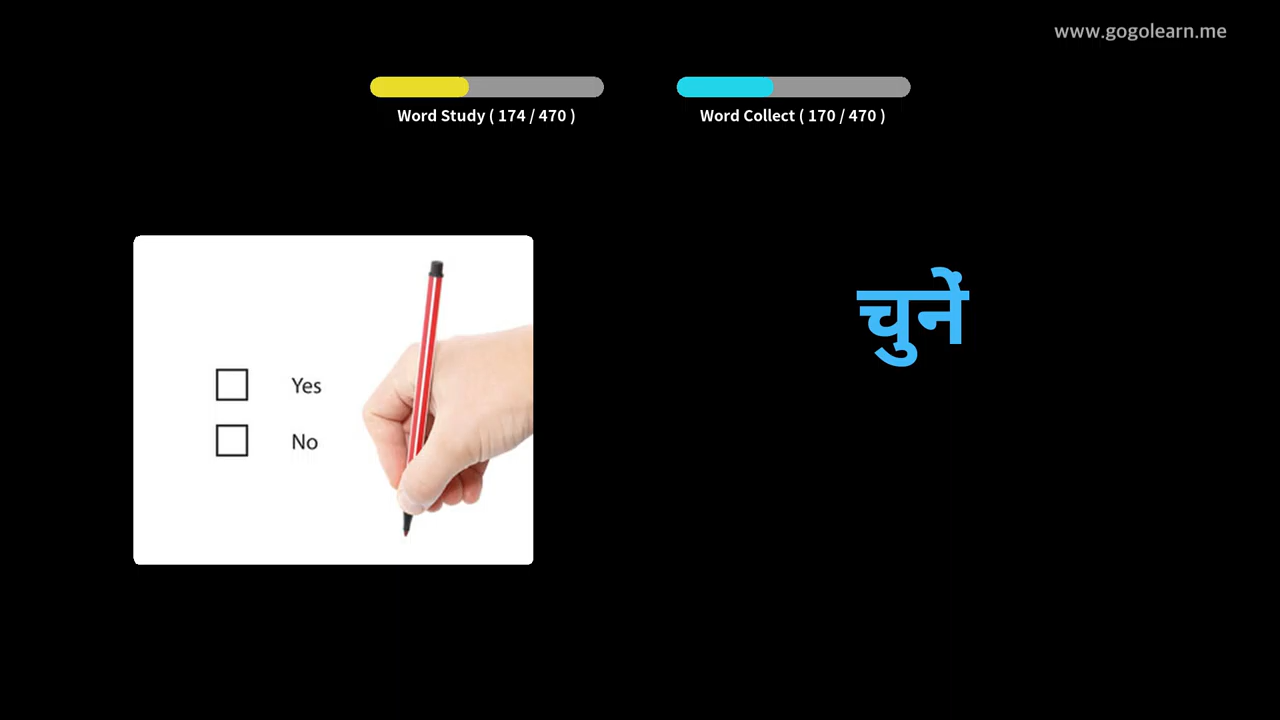 www.gogolearn.me
Word Study ( 174 / 470 )
Word Collect ( 170 / 470 )
चुनें
Yes
No